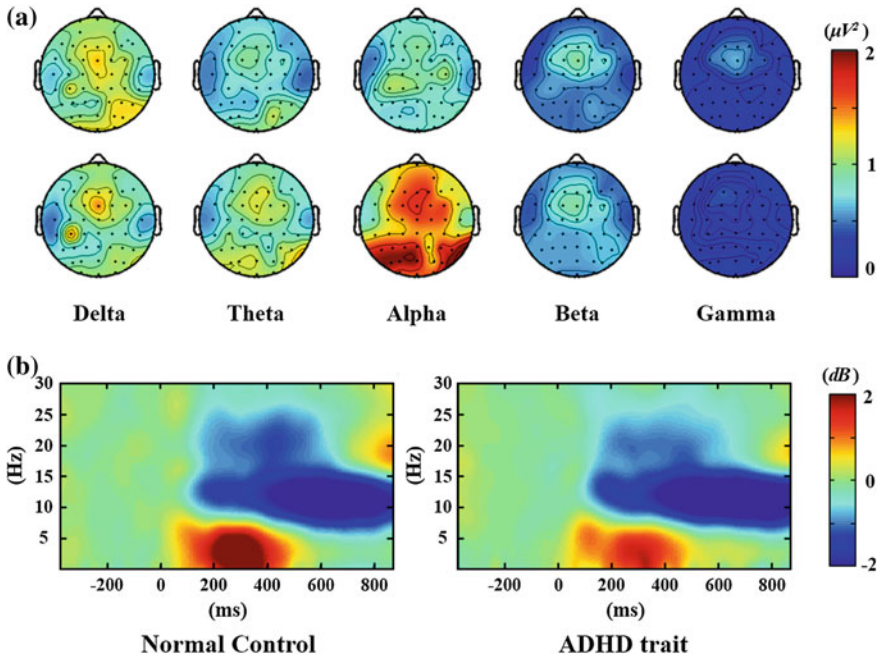 (a)
(μV²)
2
1
0
Delta Theta Alpha Beta Gamma
(b)
30
25
20
15
10
5
(Hz)
-200 0 200 400 600 800
(ms)
Normal Control
30
25
20
15
10
5
(Hz)
-200 0 200 400 600 800
(ms)
ADHD trait
(dB)
2
0
-2